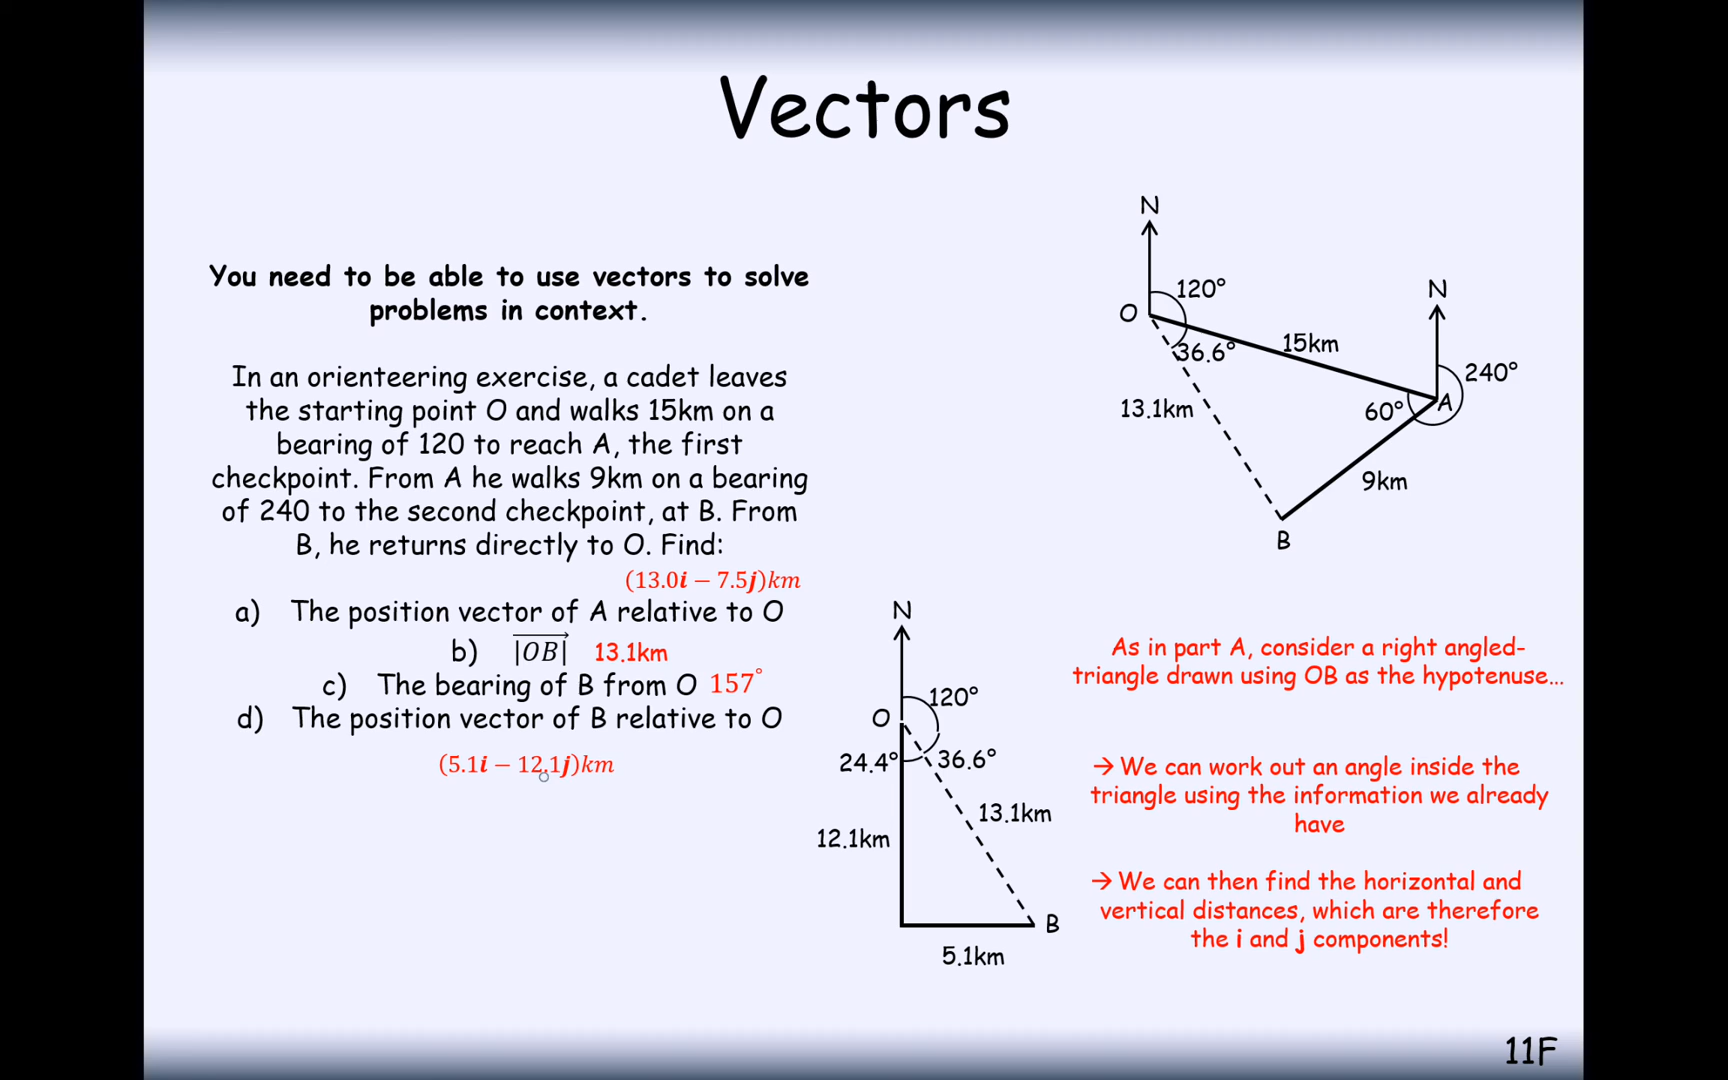 Vectors
You need to be able to use vectors to solve
problems in context.
In an orienteering exercise, a cadet leaves
the starting point O and walks 15km on a
bearing of 120 to reach A, the first
checkpoint. From A he walks 9km on a bearing
of 240 to the second checkpoint, at B. From
B, he returns directly to O. Find:
(13.0i − 7.5j)km
a) The position vector of A relative to O
b) |OB| 13.1km
c) The bearing of B from O 157°
d) The position vector of B relative to O
(5.1i − 12.1j)km
N
O
120°
36.6°
15km
13.1km
N
240°
A
60°
9km
B
N
O
120°
24.4°
36.6°
13.1km
12.1km
B
5.1km
As in part A, consider a right angled-
triangle drawn using OB as the hypotenuse…
→ We can work out an angle inside the
triangle using the information we already
have
→ We can then find the horizontal and
vertical distances, which are therefore
the i and j components!
11F